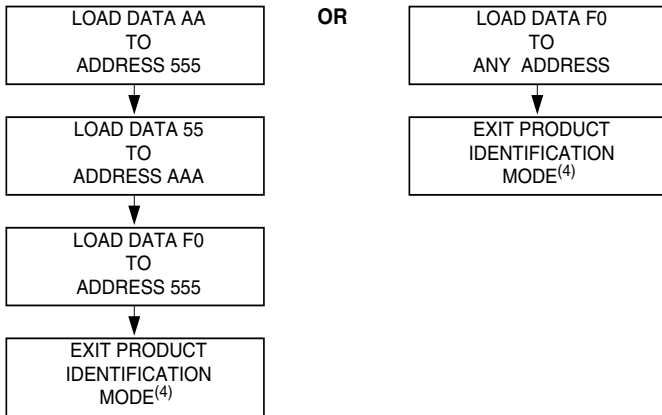 LOAD DATA AA
TO
ADDRESS 555
LOAD DATA 55
TO
ADDRESS AAA
LOAD DATA F0
TO
ADDRESS 555
EXIT PRODUCT
IDENTIFICATION
MODE(4)
OR
LOAD DATA F0
TO
ANY ADDRESS
EXIT PRODUCT
IDENTIFICATION
MODE(4)